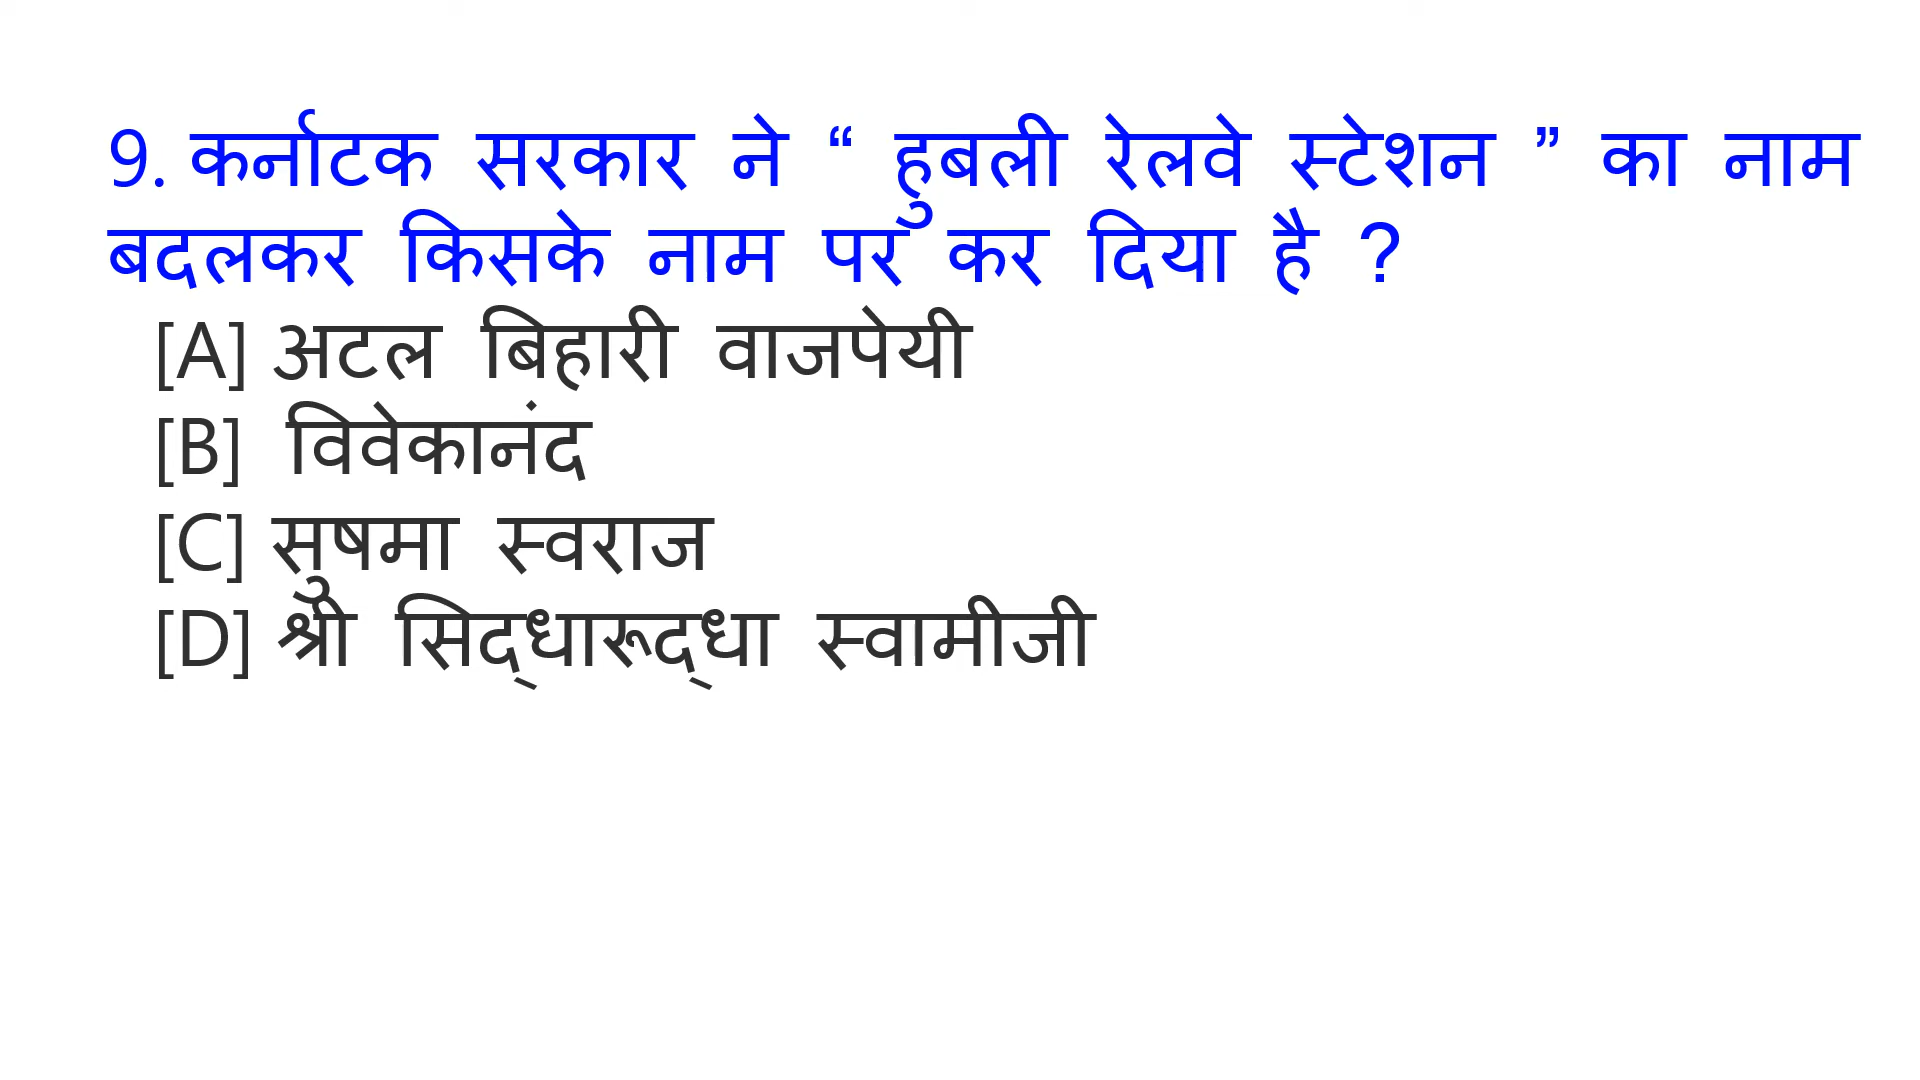 9. कर्नाटक सरकार ने “ हुबली रेलवे स्टेशन ” का नाम
बदलकर किसके नाम पर कर दिया है ?
[A] अटल बिहारी वाजपेयी
[B] विवेकानंद
[C] सुषमा स्वराज
[D] श्री सिद्‌धारूद्‌धा स्वामीजी